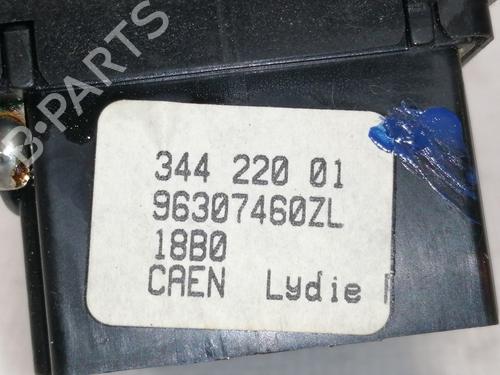 B-PARTS
344 220 01
96307460ZL
18B0
CAEN Lydie